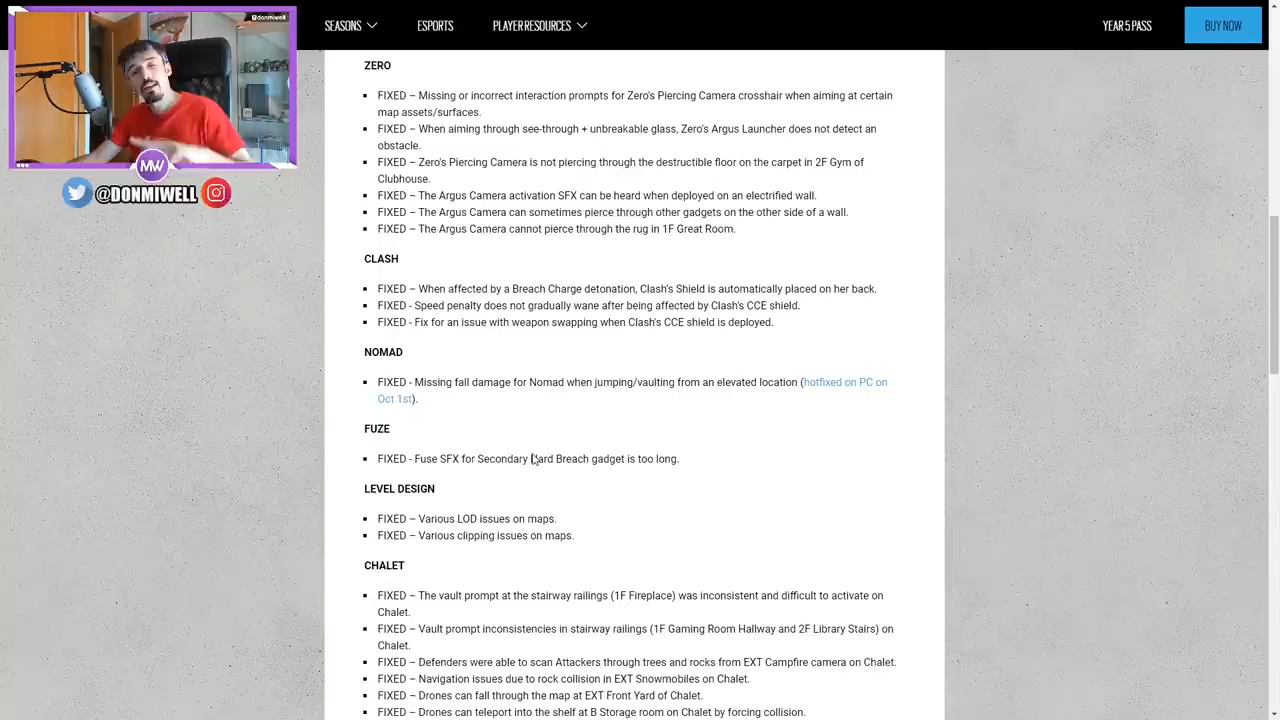 @donmiwell
SEASONS
ESPORTS
PLAYER RESOURCES
YEAR 5 PASS
BUY NOW
MW
@DONMIWELL
ZERO
FIXED – Missing or incorrect interaction prompts for Zero's Piercing Camera crosshair when aiming at certain
map assets/surfaces.
FIXED – When aiming through see-through + unbreakable glass, Zero's Argus Launcher does not detect an
obstacle.
FIXED – Zero's Piercing Camera is not piercing through the destructible floor on the carpet in 2F Gym of
Clubhouse.
FIXED – The Argus Camera activation SFX can be heard when deployed on an electrified wall.
FIXED – The Argus Camera can sometimes pierce through other gadgets on the other side of a wall.
FIXED – The Argus Camera cannot pierce through the rug in 1F Great Room.
CLASH
FIXED – When affected by a Breach Charge detonation, Clash's Shield is automatically placed on her back.
FIXED - Speed penalty does not gradually wane after being affected by Clash's CCE shield.
FIXED - Fix for an issue with weapon swapping when Clash's CCE shield is deployed.
NOMAD
FIXED - Missing fall damage for Nomad when jumping/vaulting from an elevated location (hotfixed on PC on
Oct 1st).
FUZE
FIXED - Fuse SFX for Secondary Hard Breach gadget is too long.
LEVEL DESIGN
FIXED – Various LOD issues on maps.
FIXED – Various clipping issues on maps.
CHALET
FIXED – The vault prompt at the stairway railings (1F Fireplace) was inconsistent and difficult to activate on
Chalet.
FIXED – Vault prompt inconsistencies in stairway railings (1F Gaming Room Hallway and 2F Library Stairs) on
Chalet.
FIXED – Defenders were able to scan Attackers through trees and rocks from EXT Campfire camera on Chalet.
FIXED – Navigation issues due to rock collision in EXT Snowmobiles on Chalet.
FIXED – Drones can fall through the map at EXT Front Yard of Chalet.
FIXED – Drones can teleport into the shelf at B Storage room on Chalet by forcing collision.